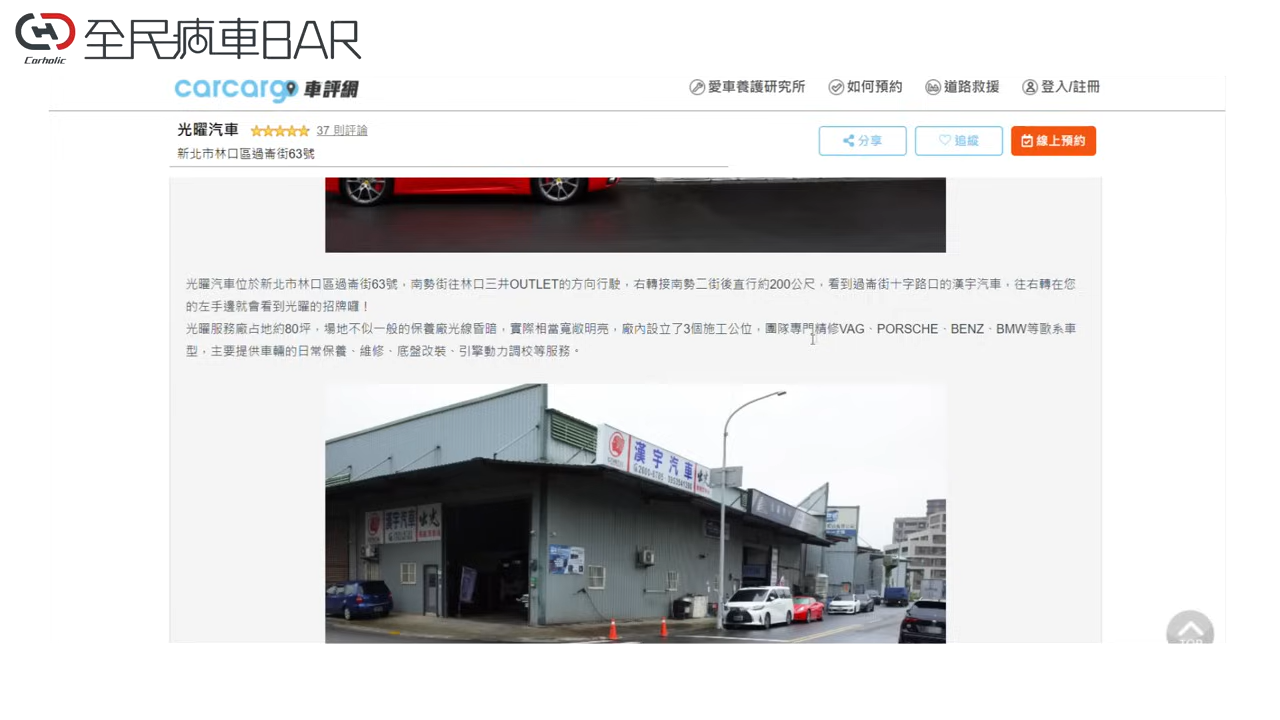 全民瘋車BAR
Carholic
carcargo 車評網
愛車養護研究所 如何預約 道路救援 登入/註冊
光曜汽車 37 則評論
新北市林口區過崙街63號
分享 追蹤 線上預約
光曜汽車位於新北市林口區過崙街63號，南勢街往林口三井OUTLET的方向行駛，右轉接南勢二街後直行約200公尺，看到過崙街十字路口的漢宇汽車，往右轉在您
的左手邊就會看到光曜的招牌囉！
光曜服務廠占地約80坪，場地不似一般的保養廠光線昏暗，實際相當寬敞明亮，廠內設立了3個施工公位，團隊專門精修VAG、PORSCHE、BENZ、BMW等歐系車
型，主要提供車輛的日常保養、維修、底盤改裝、引擎動力調校等服務。
漢宇汽車
漢宇汽車
TOP